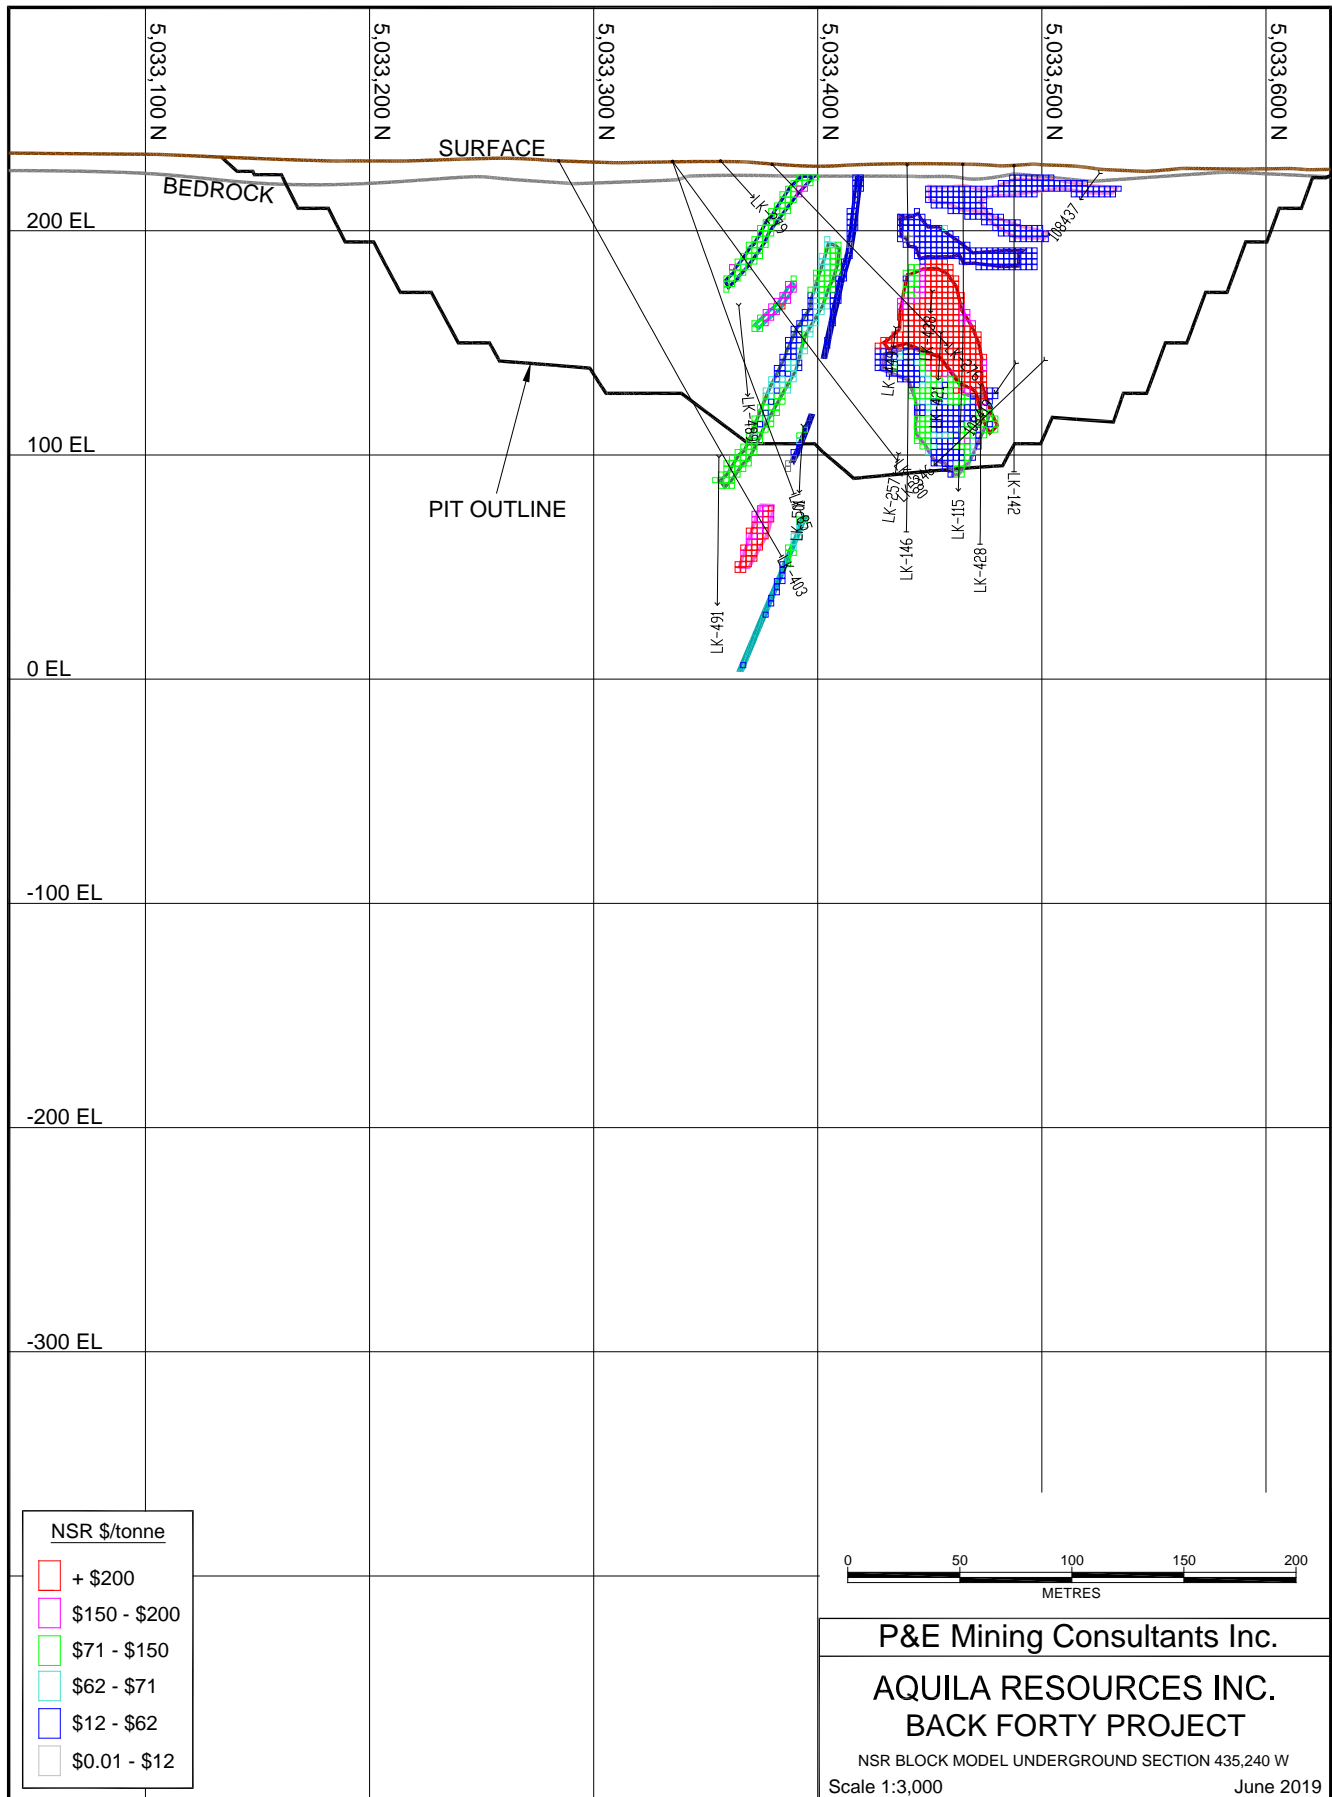 5,033,100 N
5,033,200 N
5,033,300 N
5,033,400 N
5,033,500 N
5,033,600 N
SURFACE
BEDROCK
200 EL
108437
LK-449
100 EL
PIT OUTLINE
LK-257
LK-146
LK-115
LK-428
LK-142
LK-501
LK-403
LK-491
0 EL
-100 EL
-200 EL
-300 EL
NSR $/tonne
+ $200
$150 - $200
$71 - $150
$62 - $71
$12 - $62
$0.01 - $12
0 50 100 150 200
METRES
P&E Mining Consultants Inc.
AQUILA RESOURCES INC.
BACK FORTY PROJECT
NSR BLOCK MODEL UNDERGROUND SECTION 435,240 W
Scale 1:3,000 June 2019